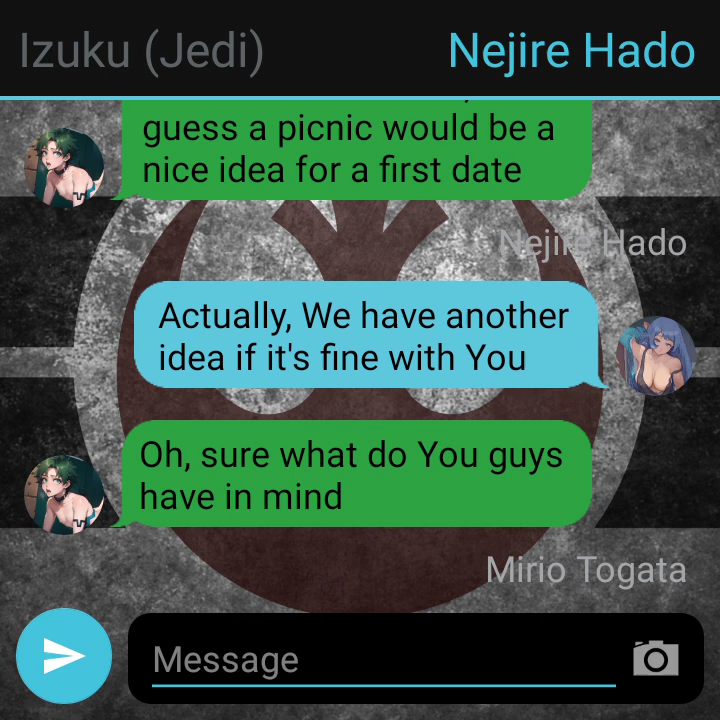 Izuku (Jedi)
Nejire Hado
guess a picnic would be a
nice idea for a first date
Nejire Hado
Actually, We have another
idea if it's fine with You
Oh, sure what do You guys
have in mind
Mirio Togata
Message